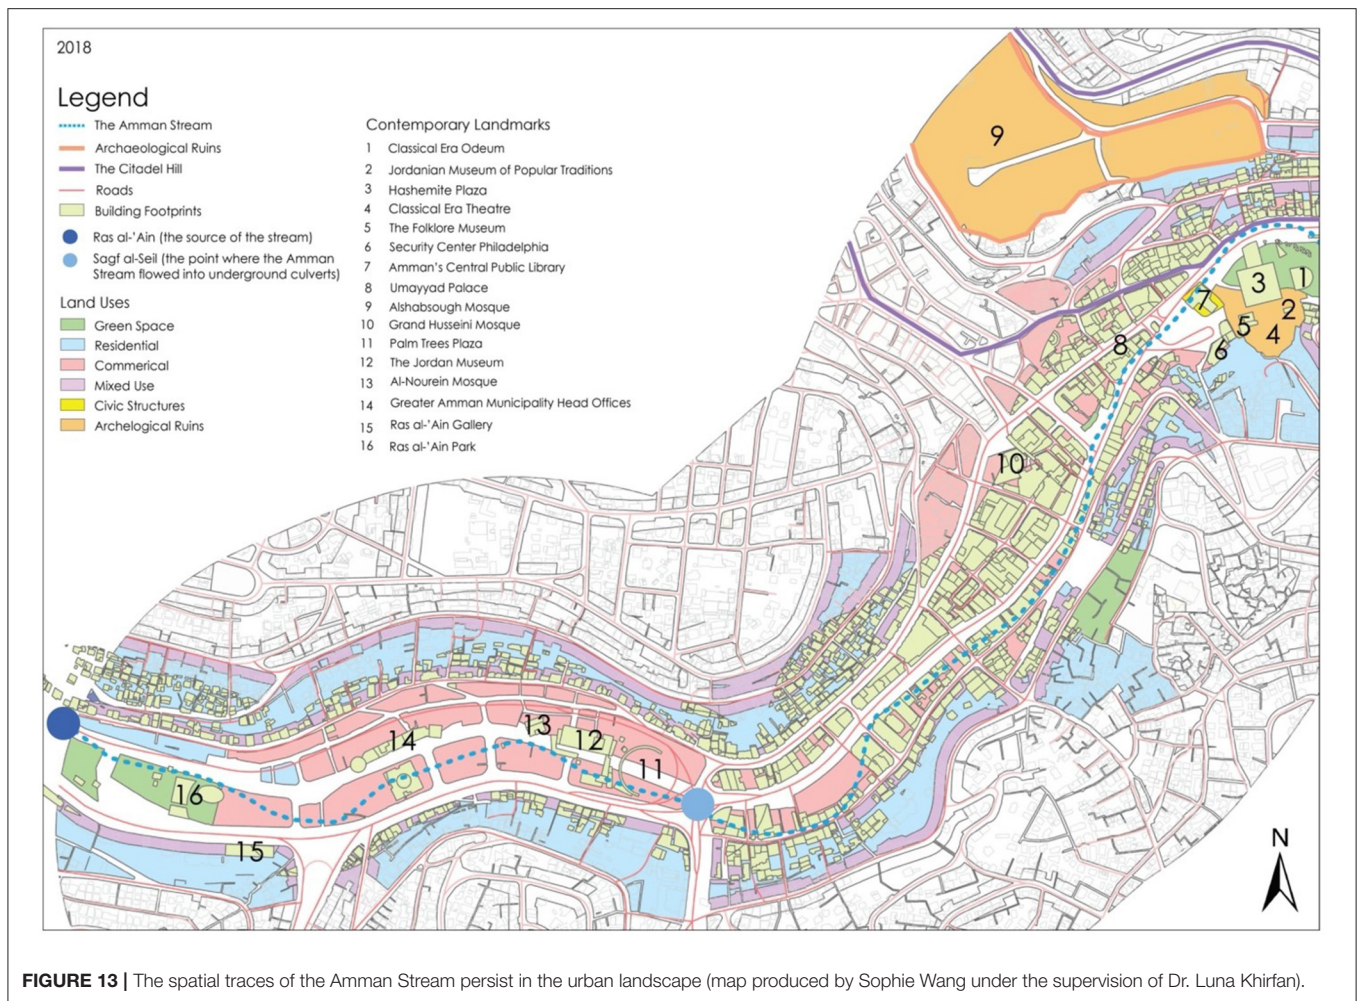 2018
Legend
The Amman Stream
Archaeological Ruins
The Citadel Hill
Roads
Building Footprints
Ras al-'Ain (the source of the stream)
Sagf al-Seil (the point where the Amman
Stream flowed into underground culverts)
Land Uses
Green Space
Residential
Commerical
Mixed Use
Civic Structures
Archelogical Ruins
Contemporary Landmarks
1 Classical Era Odeum
2 Jordanian Museum of Popular Traditions
3 Hashemite Plaza
4 Classical Era Theatre
5 The Folklore Museum
6 Security Center Philadelphia
7 Amman's Central Public Library
8 Umayyad Palace
9 Alshabsough Mosque
10 Grand Husseini Mosque
11 Palm Trees Plaza
12 The Jordan Museum
13 Al-Nourein Mosque
14 Greater Amman Municipality Head Offices
15 Ras al-'Ain Gallery
16 Ras al-'Ain Park
9
1
3
7
2
5
4
6
8
10
13
12
14
11
16
15
N
FIGURE 13 | The spatial traces of the Amman Stream persist in the urban landscape (map produced by Sophie Wang under the supervision of Dr. Luna Khirfan).